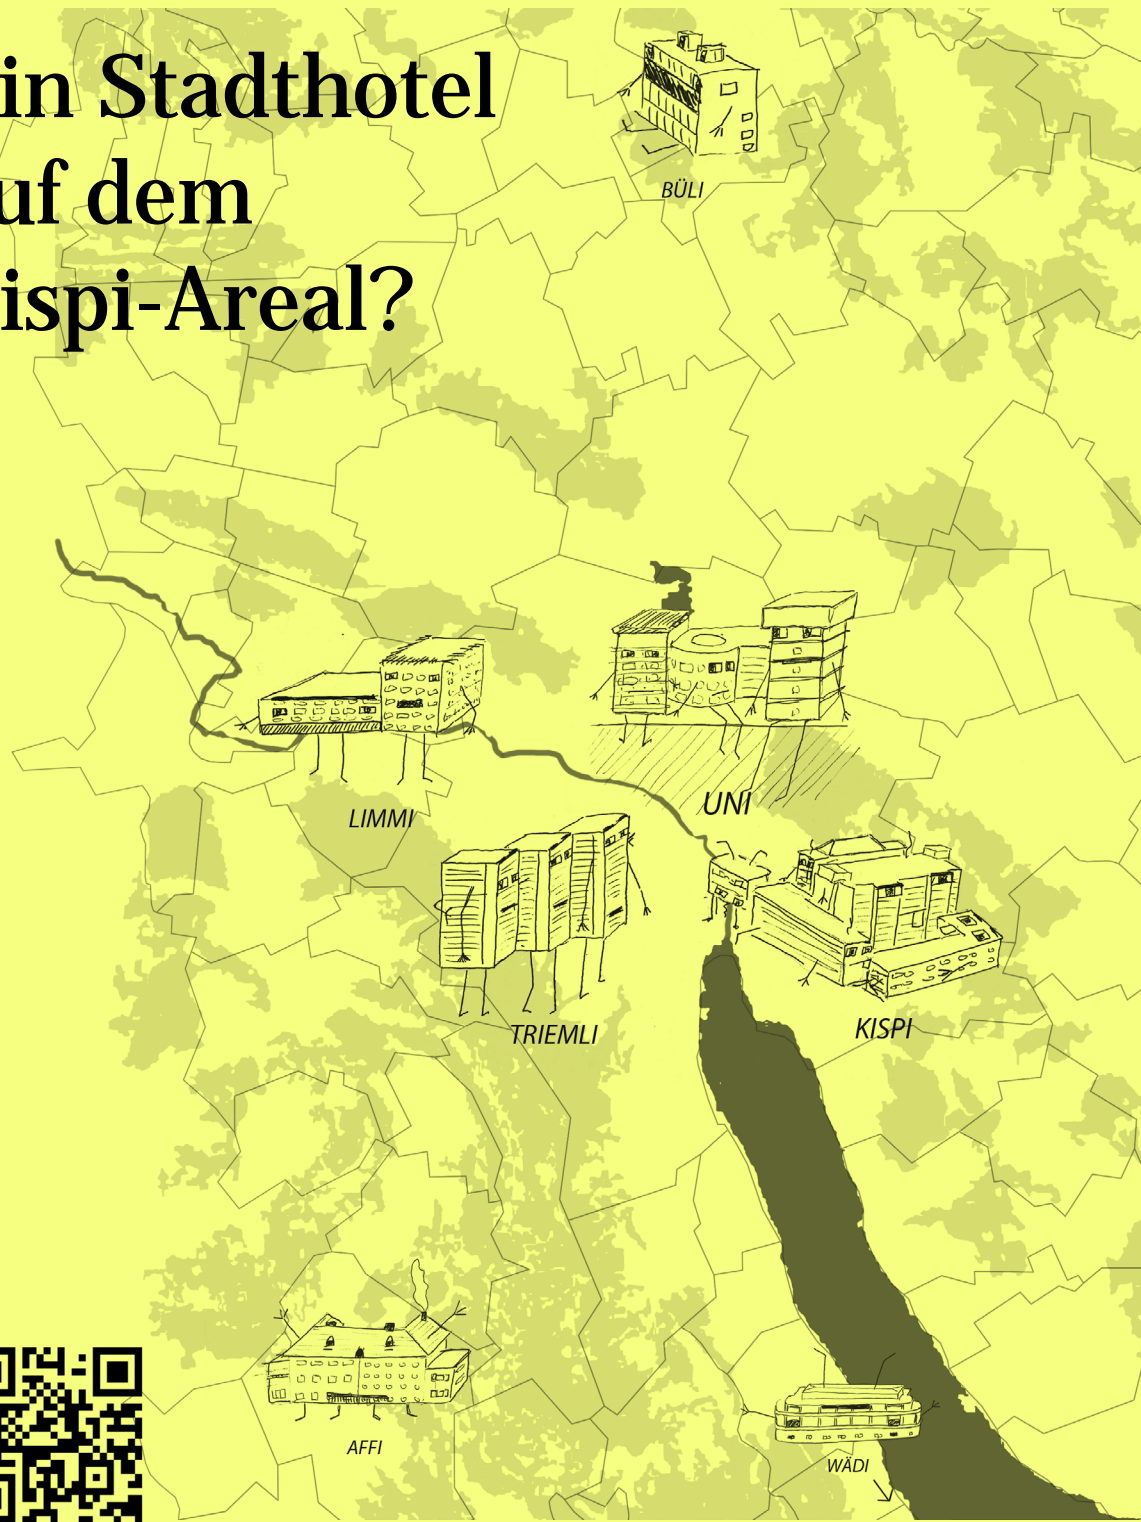 in Stadthotel
uf dem
ispi-Areal?
BÜLI
LIMMI
UNI
TRIEMLI
KISPI
AFFI
WÄDI